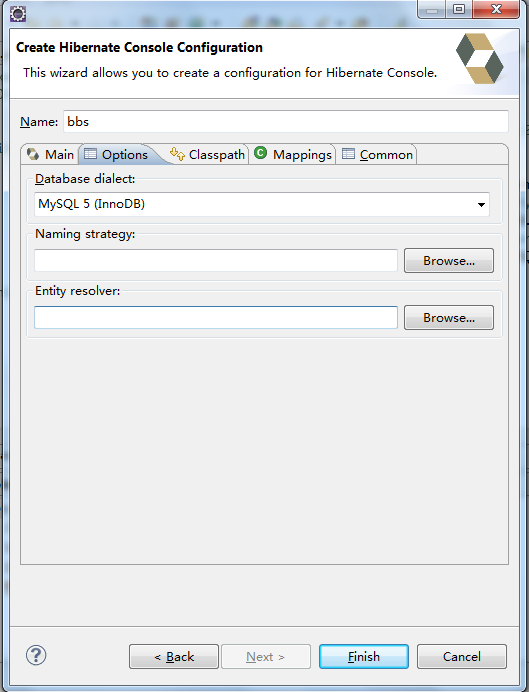 Create Hibernate Console Configuration
This wizard allows you to create a configuration for Hibernate Console.
Name: bbs
Main Options Classpath C Mappings Common
Database dialect:
MySQL 5 (InnoDB)
Naming strategy:
Browse...
Entity resolver:
Browse...
? < Back Next > Finish Cancel